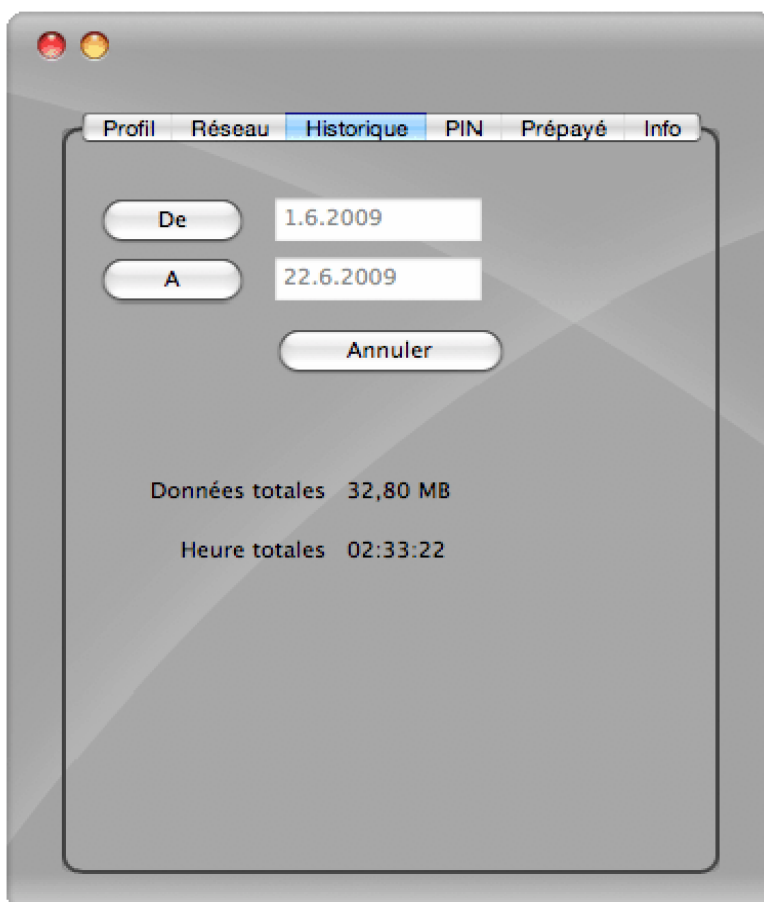 Profil Réseau Historique PIN Prépayé Info
De 1.6.2009
A 22.6.2009
Annuler
Données totales 32,80 MB
Heure totales 02:33:22